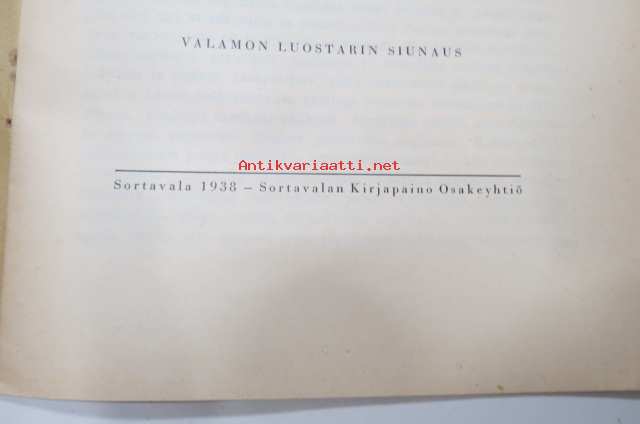 VALAMON LUOSTARIN SIUNAUS
Antikvariaatti.net
Sortavala 1938 – Sortavalan Kirjapaino Osakeyhtiö